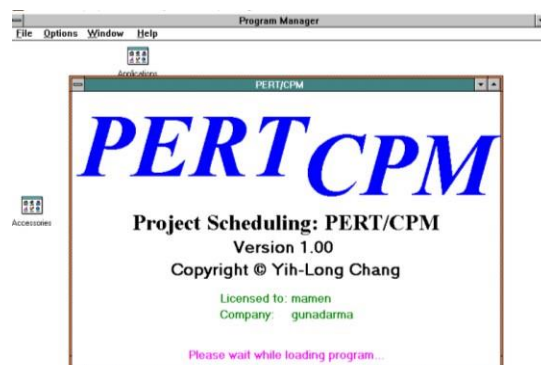 Program Manager
File Options Window Help
Applications
PERT/CPM
PERT CPM
Accessories
Project Scheduling: PERT/CPM
Version 1.00
Copyright © Yih-Long Chang
Licensed to: mamen
Company: gunadarma
Please wait while loading program...